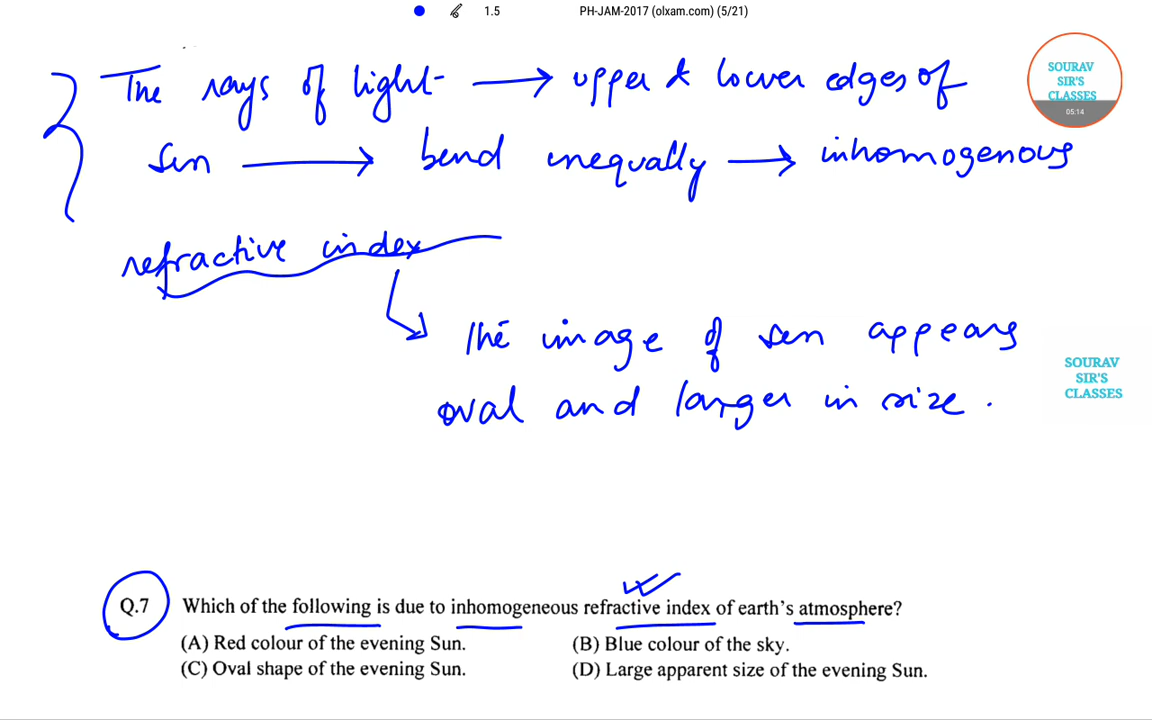 1.5 PH-JAM-2017 (olxam.com) (5/21)
The rays of light → upper & lower edges of
sun → bend unequally → inhomogenous
refractive index
The image of sun appears
oval and larger in size.
SOURAV
SIR'S
CLASSES
05:14
SOURAV
SIR'S
CLASSES
Q.7 Which of the following is due to inhomogeneous refractive index of earth's atmosphere?
(A) Red colour of the evening Sun. (B) Blue colour of the sky.
(C) Oval shape of the evening Sun. (D) Large apparent size of the evening Sun.